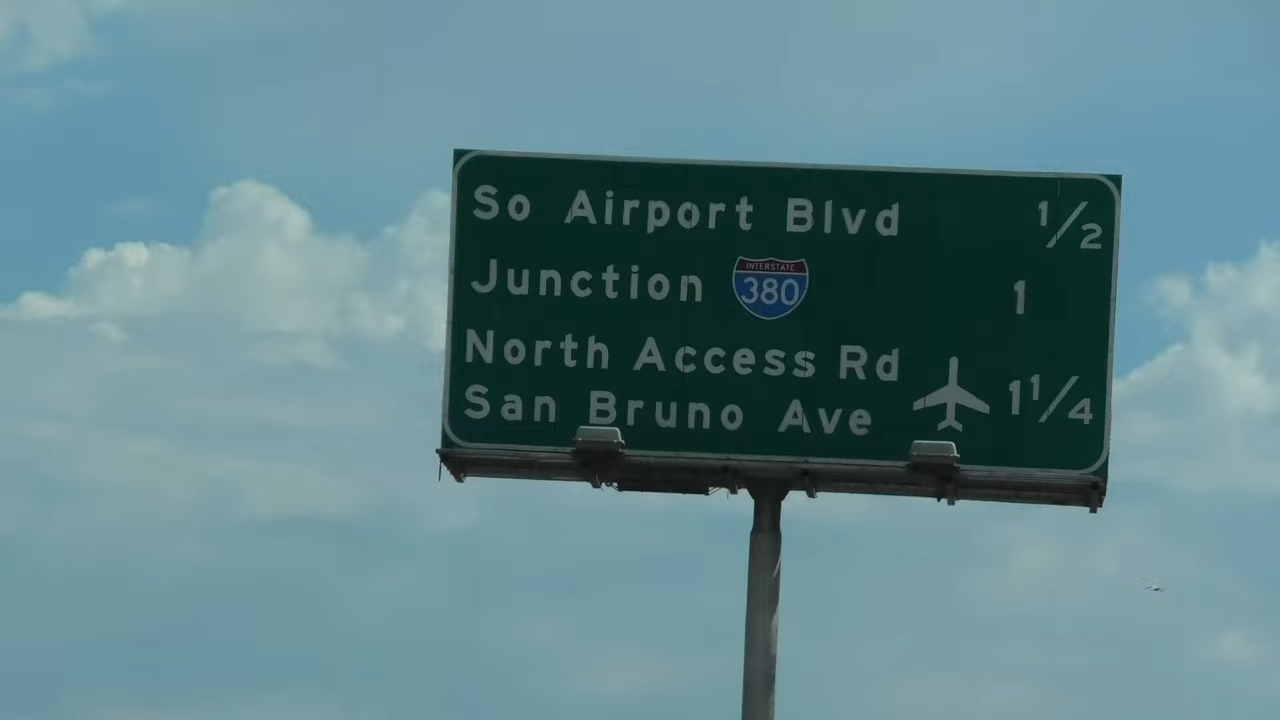 So Airport Blvd 1/2
Junction INTERSTATE 380 1
North Access Rd
San Bruno Ave 1 1/4